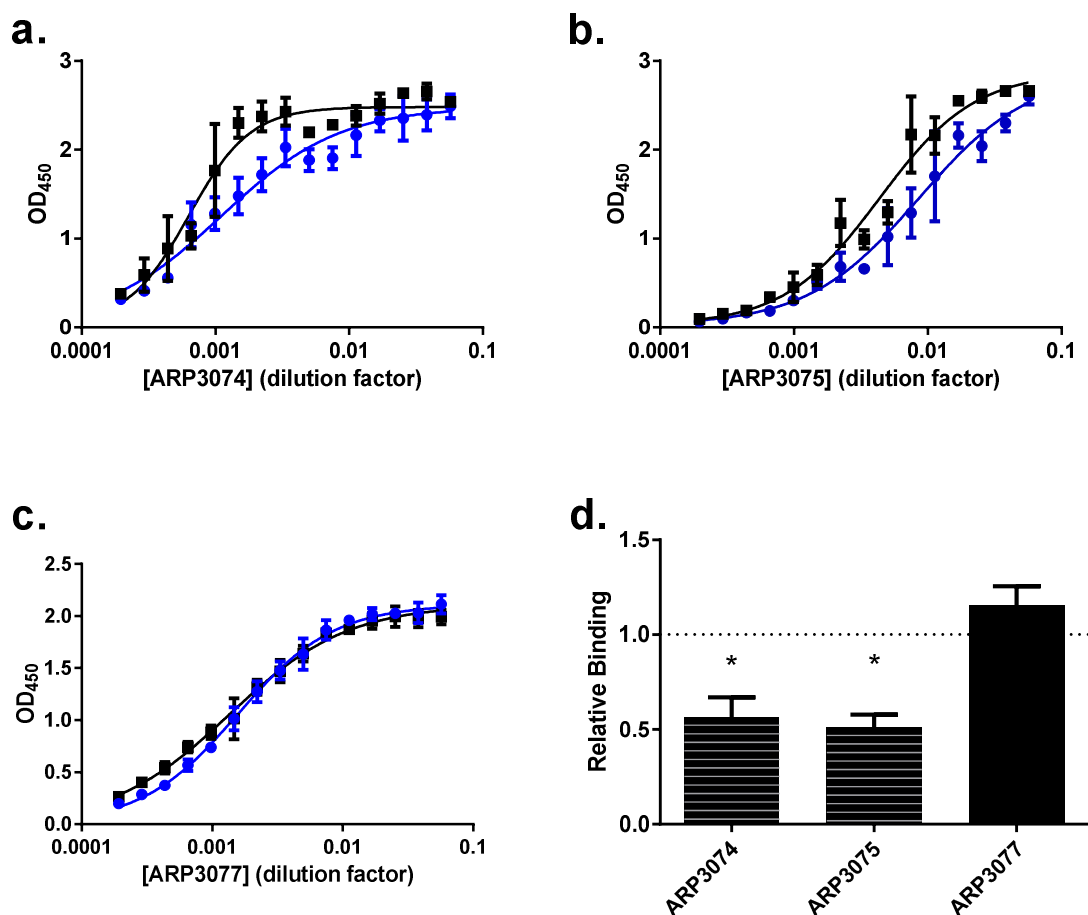 a.
3
2
1
0
OD450
0.0001
0.001
0.01
0.1
[ARP3074] (dilution factor)
b.
3
2
1
0
OD450
0.0001
0.001
0.01
0.1
[ARP3075] (dilution factor)
c.
2.5
2.0
1.5
1.0
0.5
0.0
OD450
0.0001
0.001
0.01
0.1
[ARP3077] (dilution factor)
d.
1.5
1.0
0.5
0.0
Relative Binding
*
*
ARP3074
ARP3075
ARP3077